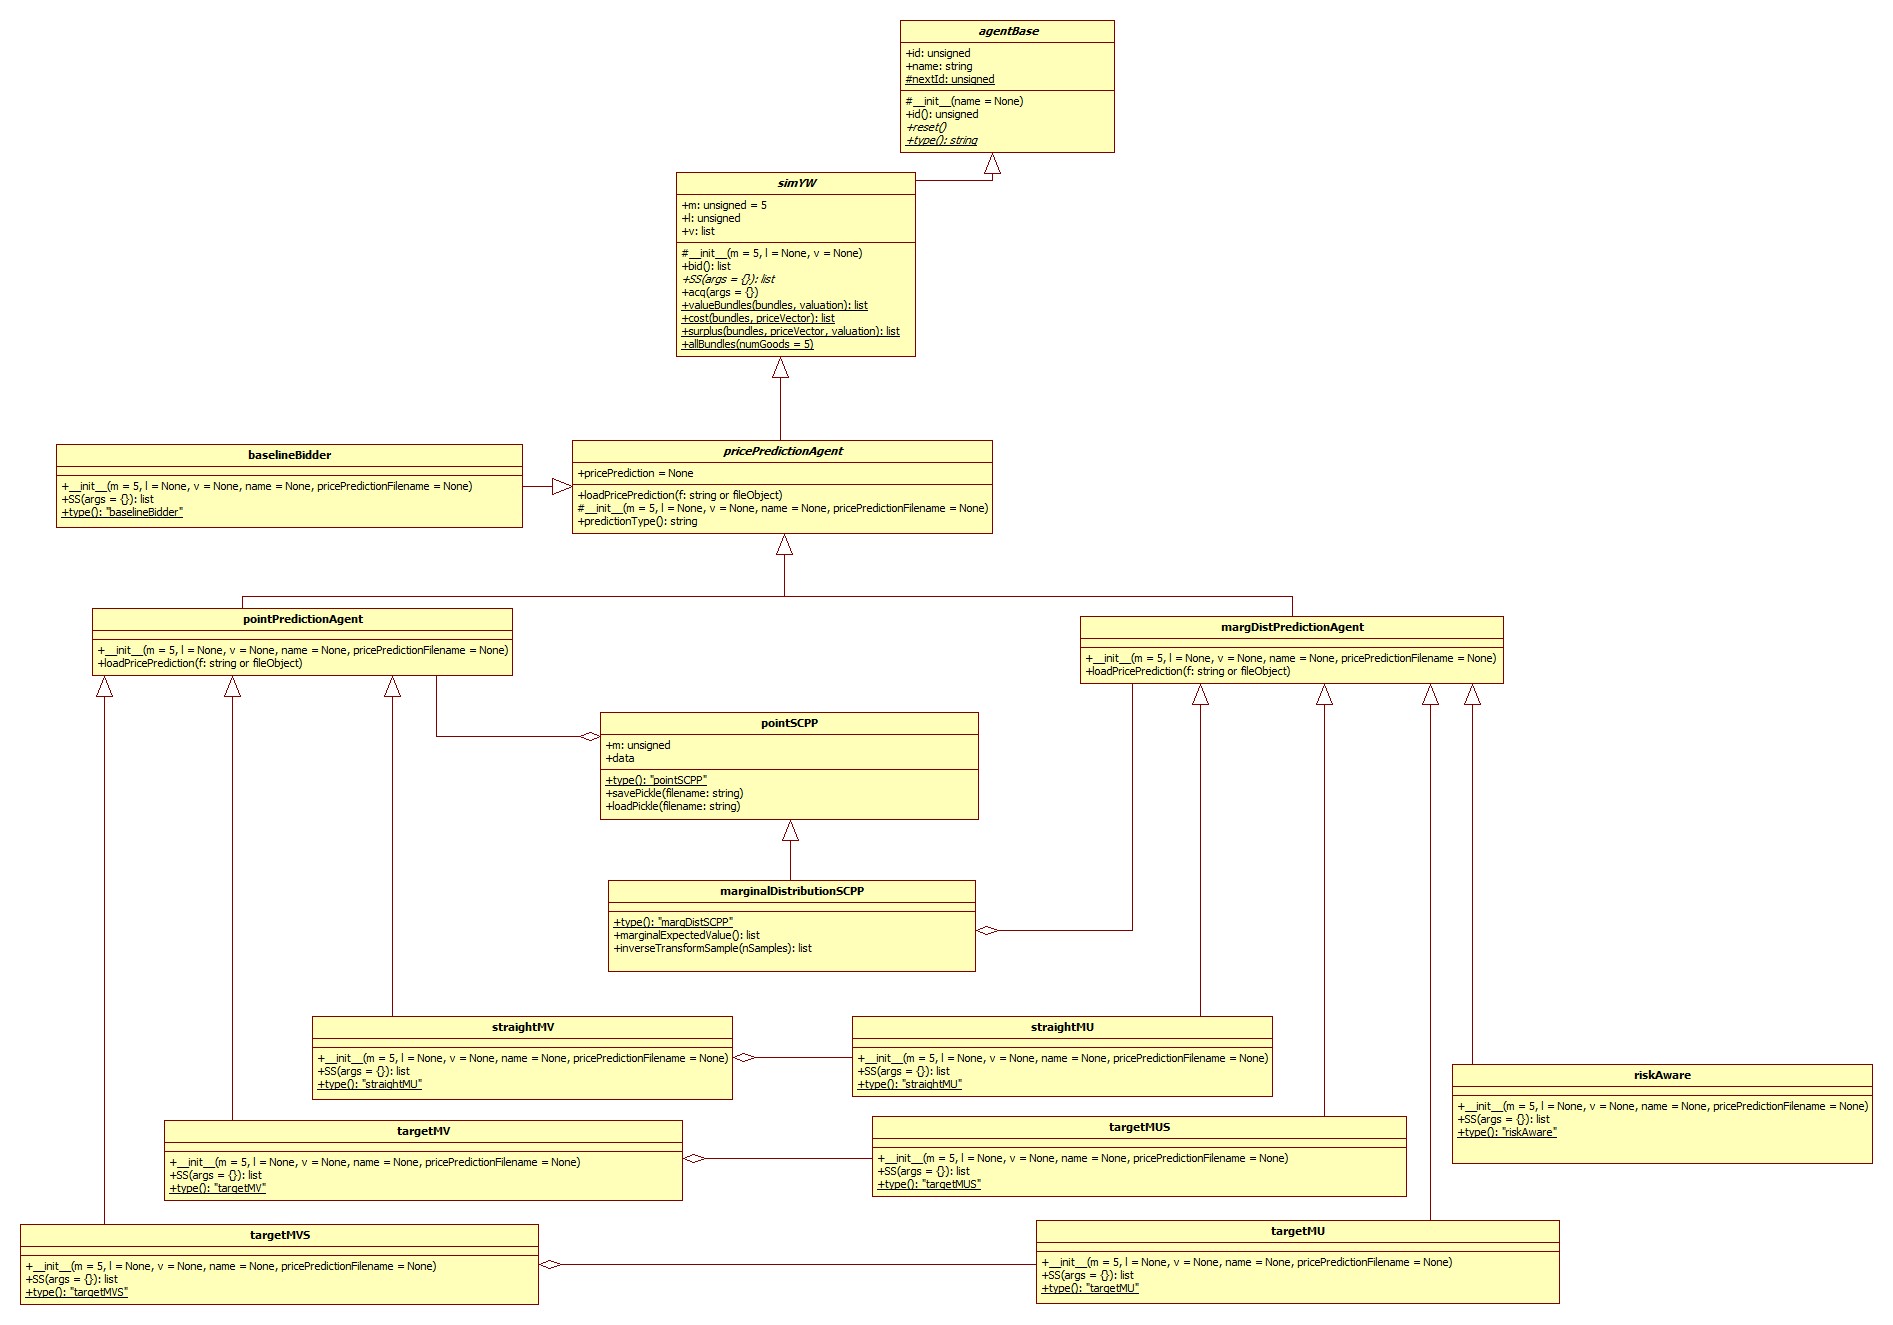 agentBase
+id: unsigned
+name: string
#nextId: unsigned
#__init__(name = None)
+id(): unsigned
+reset()
+type(): string
simYW
+m: unsigned = 5
+l: unsigned
+v: list
#__init__(m = 5, l = None, v = None)
+bid(): list
+SS(args = {}): list
+acq(args = {})
+valueBundles(bundles, valuation): list
+cost(bundles, priceVector): list
+surplus(bundles, priceVector, valuation): list
+allBundles(numGoods = 5)
baselineBidder
+__init__(m = 5, l = None, v = None, name = None, pricePredictionFilename = None)
+SS(args = {}): list
+type(): "baselineBidder"
pricePredictionAgent
+pricePrediction = None
+loadPricePrediction(f: string or fileObject)
#__init__(m = 5, l = None, v = None, name = None, pricePredictionFilename = None)
+predictionType(): string
pointPredictionAgent
+__init__(m = 5, l = None, v = None, name = None, pricePredictionFilename = None)
+loadPricePrediction(f: string or fileObject)
margDistPredictionAgent
+__init__(m = 5, l = None, v = None, name = None, pricePredictionFilename = None)
+loadPricePrediction(f: string or fileObject)
pointSCPP
+m: unsigned
+data
+type(): "pointSCPP"
+savePickle(filename: string)
+loadPickle(filename: string)
marginalDistributionSCPP
+type(): "margDistSCPP"
+marginalExpectedValue(): list
+inverseTransformSample(nSamples): list
straightMV
+__init__(m = 5, l = None, v = None, name = None, pricePredictionFilename = None)
+SS(args = {}): list
+type(): "straightMU"
straightMU
+__init__(m = 5, l = None, v = None, name = None, pricePredictionFilename = None)
+SS(args = {}): list
+type(): "straightMU"
riskAware
+__init__(m = 5, l = None, v = None, name = None, pricePredictionFilename = None)
+SS(args = {}): list
+type(): "riskAware"
targetMV
+__init__(m = 5, l = None, v = None, name = None, pricePredictionFilename = None)
+SS(args = {}): list
+type(): "targetMV"
targetMUS
+__init__(m = 5, l = None, v = None, name = None, pricePredictionFilename = None)
+SS(args = {}): list
+type(): "targetMUS"
targetMVS
+__init__(m = 5, l = None, v = None, name = None, pricePredictionFilename = None)
+SS(args = {}): list
+type(): "targetMVS"
targetMU
+__init__(m = 5, l = None, v = None, name = None, pricePredictionFilename = None)
+SS(args = {}): list
+type(): "targetMU"